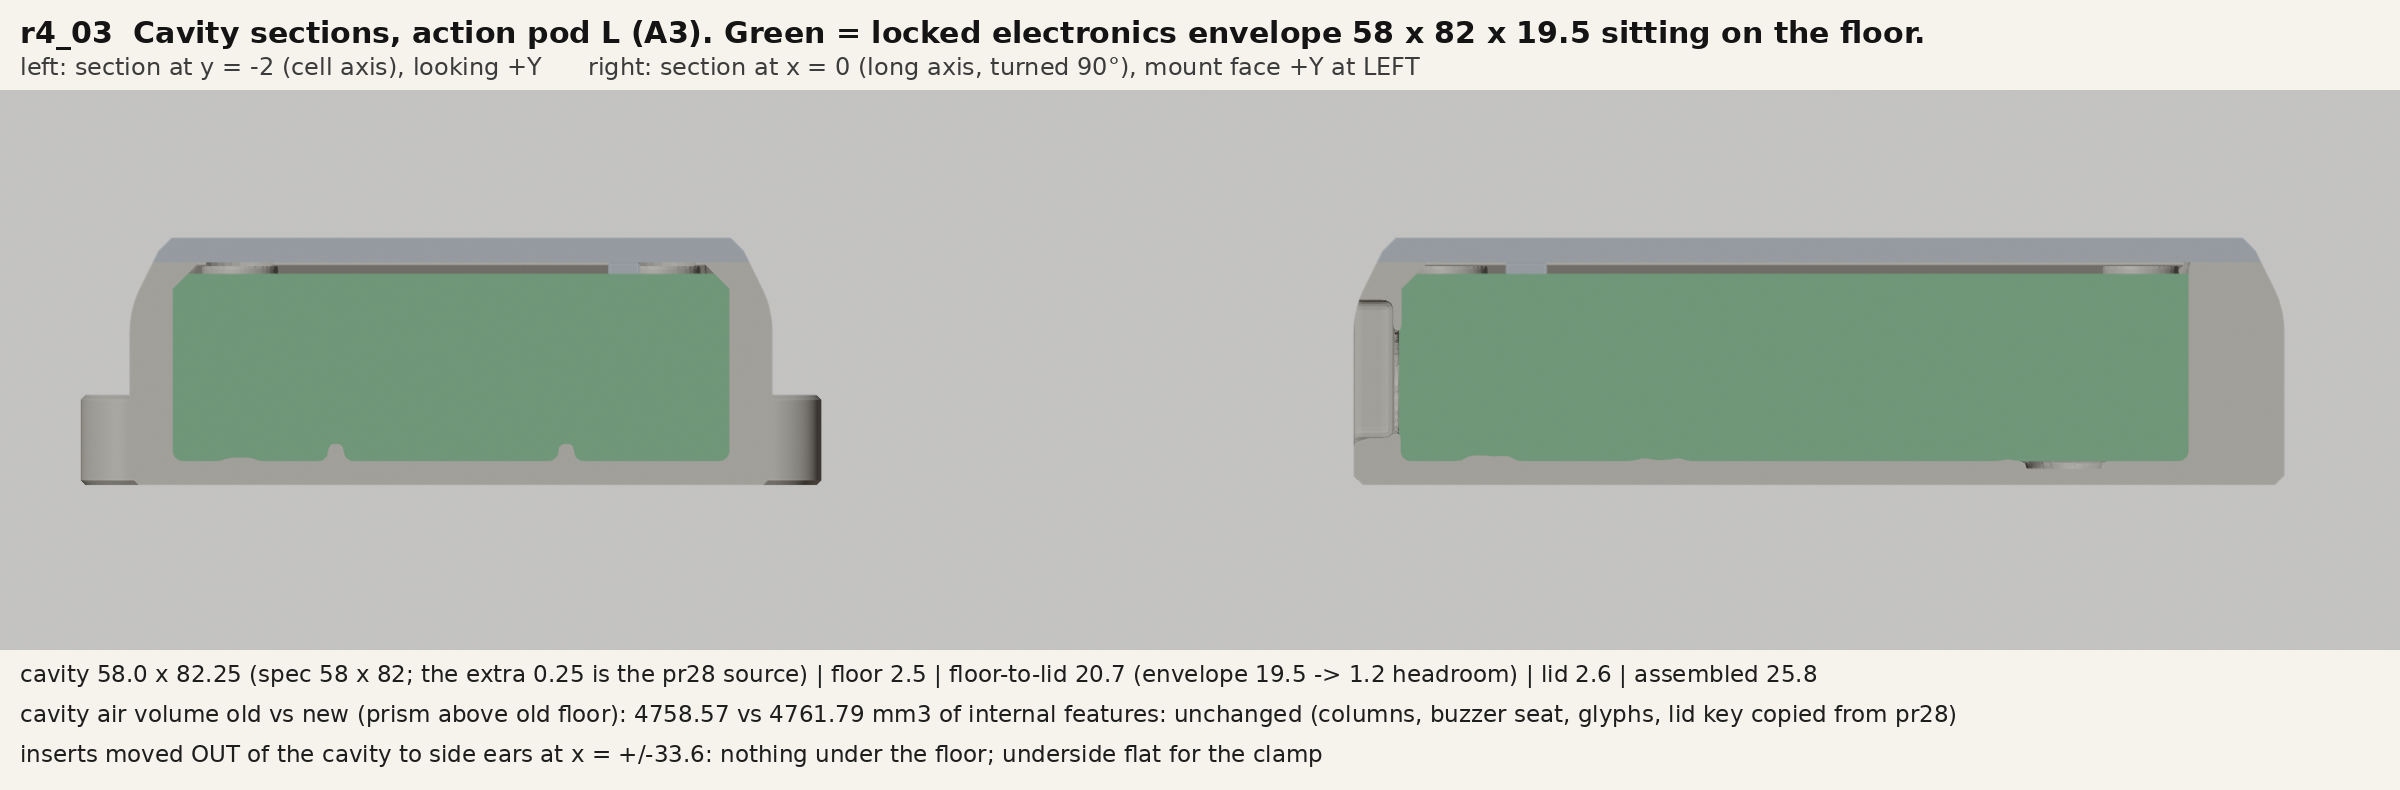 r4_03  Cavity sections, action pod L (A3). Green = locked electronics envelope 58 x 82 x 19.5 sitting on the floor.
left: section at y = -2 (cell axis), looking +Y      right: section at x = 0 (long axis, turned 90°), mount face +Y at LEFT
cavity 58.0 x 82.25 (spec 58 x 82; the extra 0.25 is the pr28 source) | floor 2.5 | floor-to-lid 20.7 (envelope 19.5 -> 1.2 headroom) | lid 2.6 | assembled 25.8
cavity air volume old vs new (prism above old floor): 4758.57 vs 4761.79 mm3 of internal features: unchanged (columns, buzzer seat, glyphs, lid key copied from pr28)
inserts moved OUT of the cavity to side ears at x = +/-33.6: nothing under the floor; underside flat for the clamp